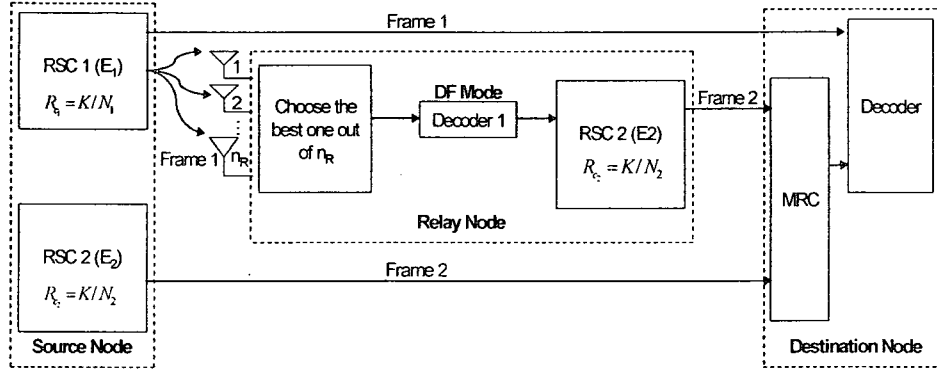 Frame 1
RSC 1 (E₁)
R_c₁ = K/N₁
1
2
Frame 1
n_R
Choose the
best one out
of n_R
DF Mode
Decoder 1
RSC 2 (E2)
R_c₂ = K/N₂
Relay Node
Frame 2
RSC 2 (E₂)
R_c₂ = K/N₂
Source Node
Frame 2
MRC
Decoder
Destination Node